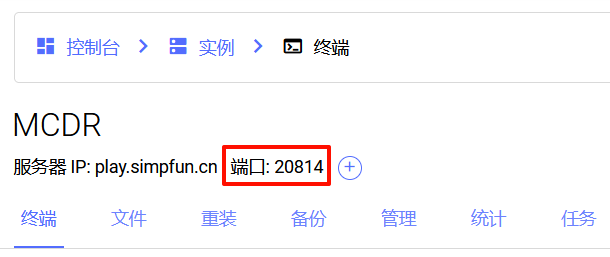 控制台 实例 终端
MCDR
服务器 IP: play.simpfun.cn 端口: 20814
终端 文件 重装 备份 管理 统计 任务